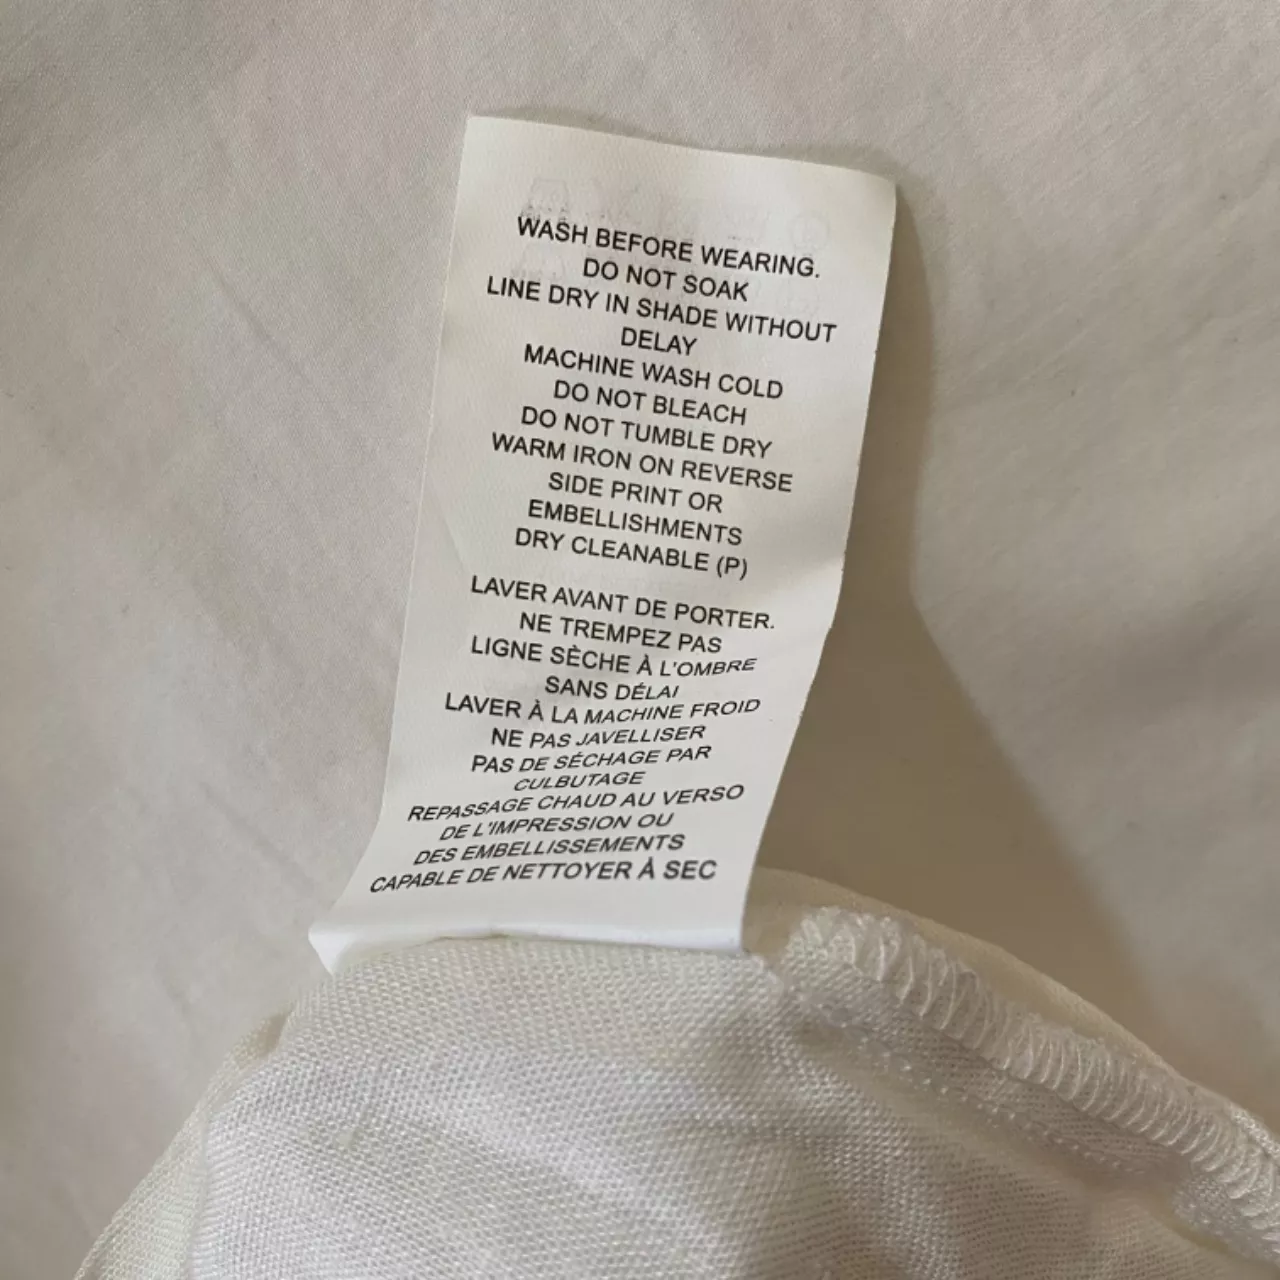 WASH BEFORE WEARING.
DO NOT SOAK
LINE DRY IN SHADE WITHOUT
DELAY
MACHINE WASH COLD
DO NOT BLEACH
DO NOT TUMBLE DRY
WARM IRON ON REVERSE
SIDE PRINT OR
EMBELLISHMENTS
DRY CLEANABLE (P)
LAVER AVANT DE PORTER.
NE TREMPEZ PAS
LIGNE SÈCHE À L'OMBRE
SANS DÉLAI
LAVER À LA MACHINE FROID
NE PAS JAVELLISER
PAS DE SÉCHAGE PAR
CULBUTAGE
REPASSAGE CHAUD AU VERSO
DE L'IMPRESSION OU
DES EMBELLISSEMENTS
CAPABLE DE NETTOYER À SEC